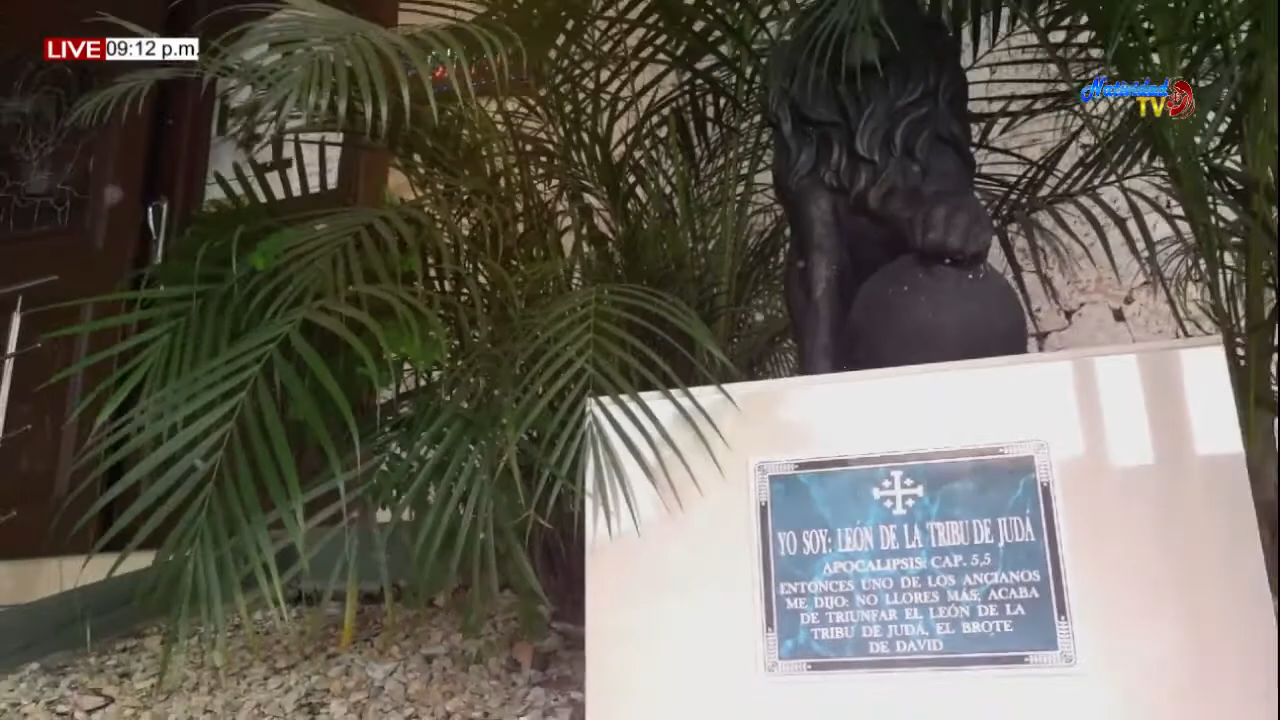 LIVE 09:12 p.m.
Natividad
TV
YO SOY: LEÓN DE LA TRIBU DE JUDÁ
APOCALIPSIS: CAP. 5,5
ENTONCES UNO DE LOS ANCIANOS
ME DIJO: NO LLORES MÁS; ACABA
DE TRIUNFAR EL LEÓN DE LA
TRIBU DE JUDÁ, EL BROTE
DE DAVID